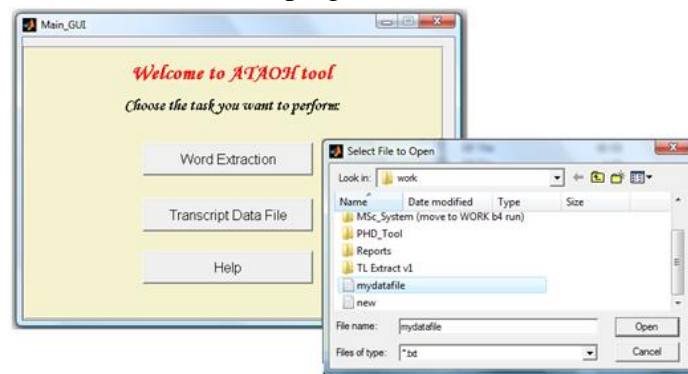 Main_GUI
Welcome to ATAOH tool
Choose the task you want to perform:
Word Extraction
Transcript Data File
Help
Select File to Open
Look in:
work
Name
Date modified
Type
Size
MSc_System (move to WORK b4 run)
PHD_Tool
Reports
TL Extract v1
mydatafile
new
File name:
mydatafile
Open
Files of type:
*.txt
Cancel